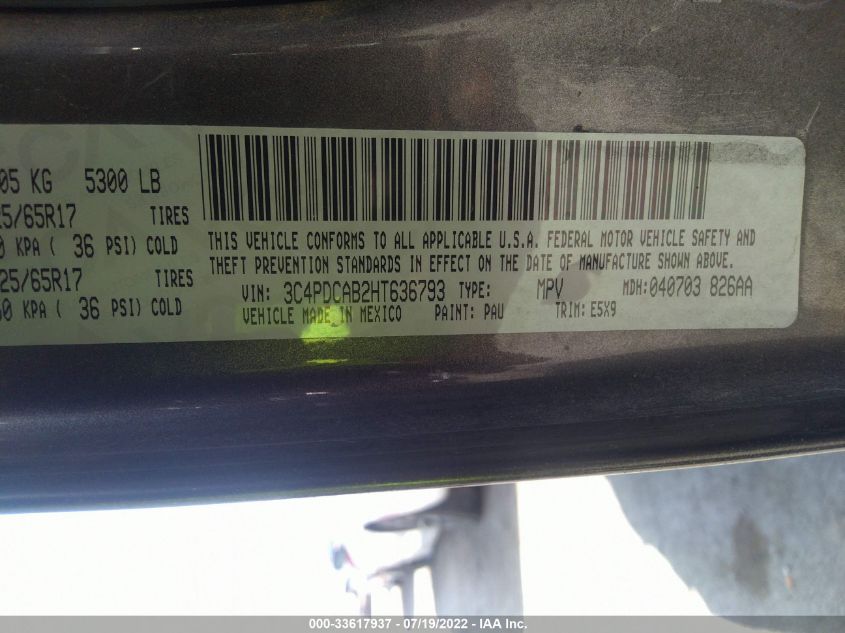 05 KG 5300 LB
25/65R17 TIRES
0 KPA ( 36 PSI) COLD
25/65R17 TIRES
60 KPA ( 36 PSI) COLD
THIS VEHICLE CONFORMS TO ALL APPLICABLE U.S.A. FEDERAL MOTOR VEHICLE SAFETY AND
THEFT PREVENTION STANDARDS IN EFFECT ON THE DATE OF MANUFACTURE SHOWN ABOVE.
VIN: 3C4PDCAB2HT636793 TYPE: MPV MDH:040703 826AA
VEHICLE MADE IN MEXICO PAINT: PAU TRIM: E5X9
000-33617937 - 07/19/2022 - IAA Inc.